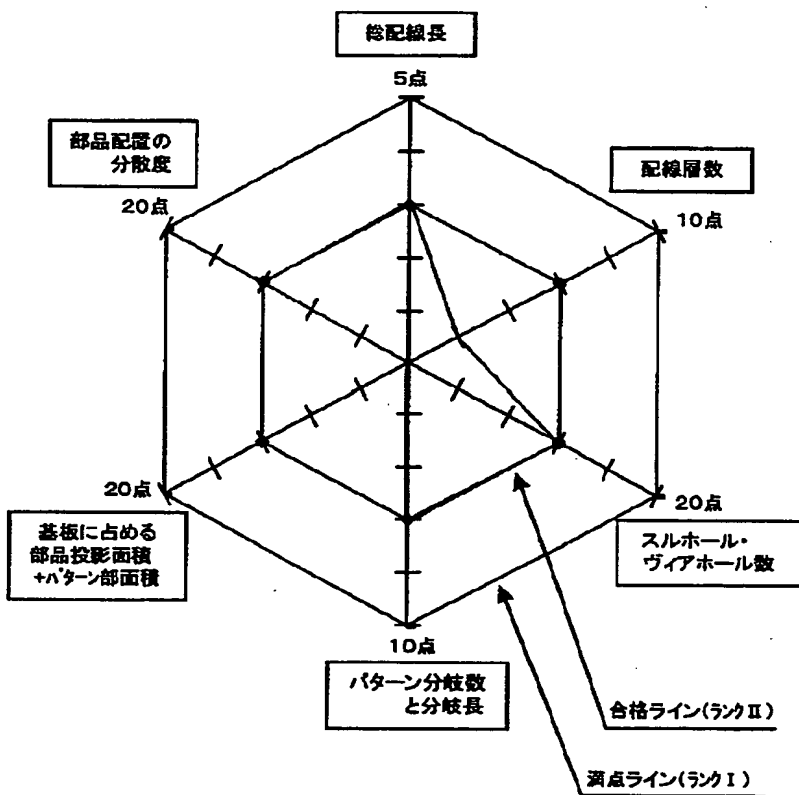 総配線長
5点
部品配置の
分散度
20点
配線層数
10点
20点
基板に占める
部品投影面積
+パターン部面積
20点
スルホール・
ヴィアホール数
10点
パターン分岐数
と分岐長
合格ライン(ランクⅡ)
満点ライン(ランクⅠ)